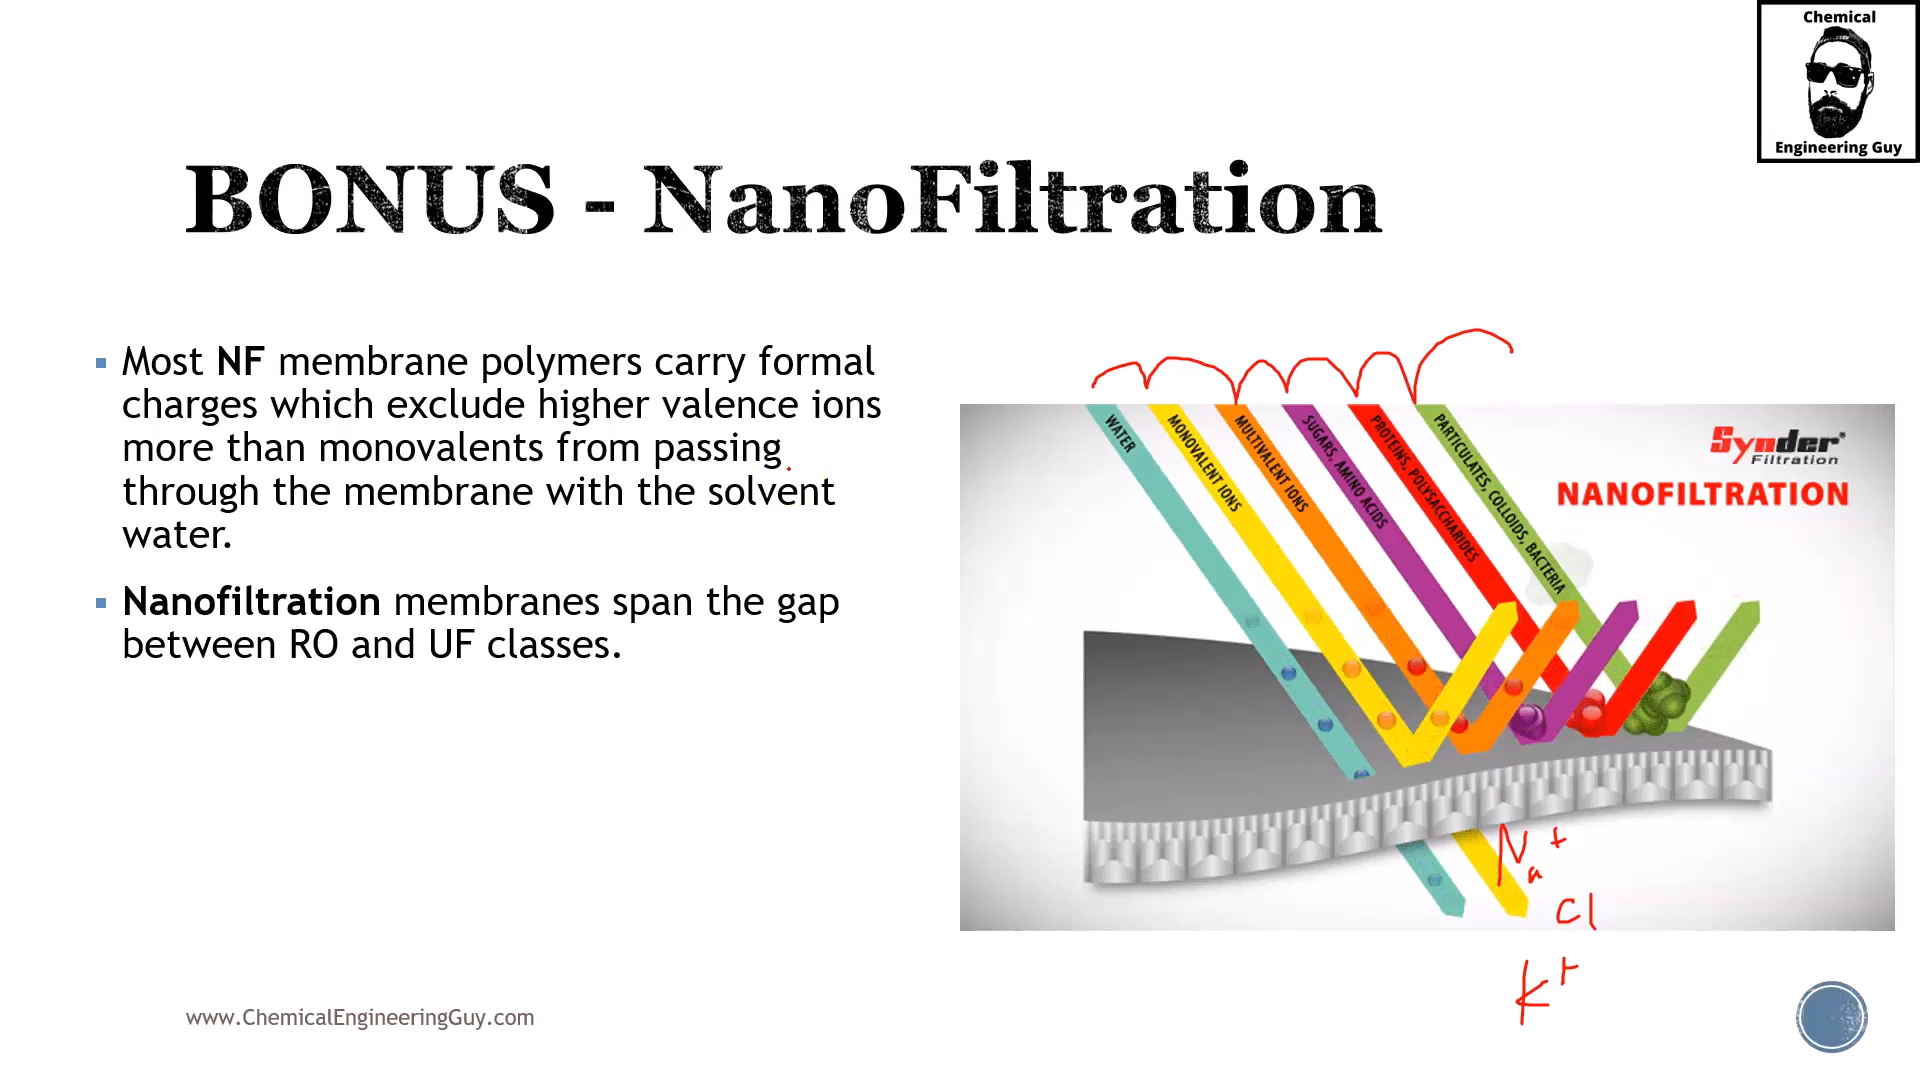 Chemical
Engineering Guy
BONUS - NanoFiltration
Most NF membrane polymers carry formal
charges which exclude higher valence ions
more than monovalents from passing
through the membrane with the solvent
water.
Nanofiltration membranes span the gap
between RO and UF classes.
Synder®
Filtration
NANOFILTRATION
WATER
MONOVALENT IONS
MULTIVALENT IONS
SUGARS, AMINO ACIDS
PROTEINS, POLYSACCHARIDES
PARTICULATES, COLLOIDS, BACTERIA
Na+
Cl
K+
www.ChemicalEngineeringGuy.com